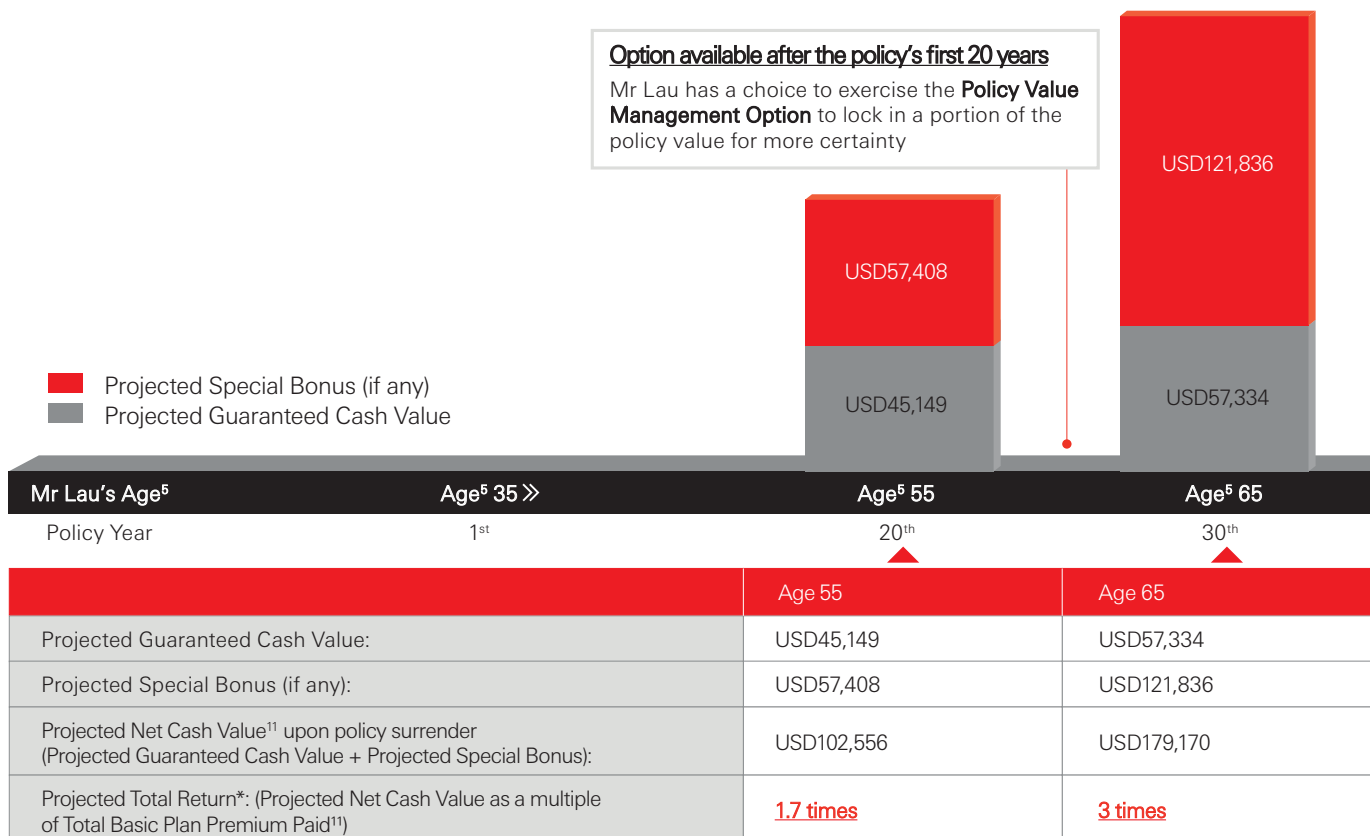 Option available after the policy's first 20 years
Mr Lau has a choice to exercise the Policy Value
Management Option to lock in a portion of the
policy value for more certainty
USD121,836
USD57,408
USD45,149
USD57,334
Projected Special Bonus (if any)
Projected Guaranteed Cash Value
Mr Lau's Age⁵ Age⁵ 35 » Age⁵ 55 Age⁵ 65
Policy Year 1st 20th 30th
Age 55 Age 65
Projected Guaranteed Cash Value: USD45,149 USD57,334
Projected Special Bonus (if any): USD57,408 USD121,836
Projected Net Cash Value¹¹ upon policy surrender
(Projected Guaranteed Cash Value + Projected Special Bonus): USD102,556 USD179,170
Projected Total Return*: (Projected Net Cash Value as a multiple
of Total Basic Plan Premium Paid¹¹) 1.7 times 3 times